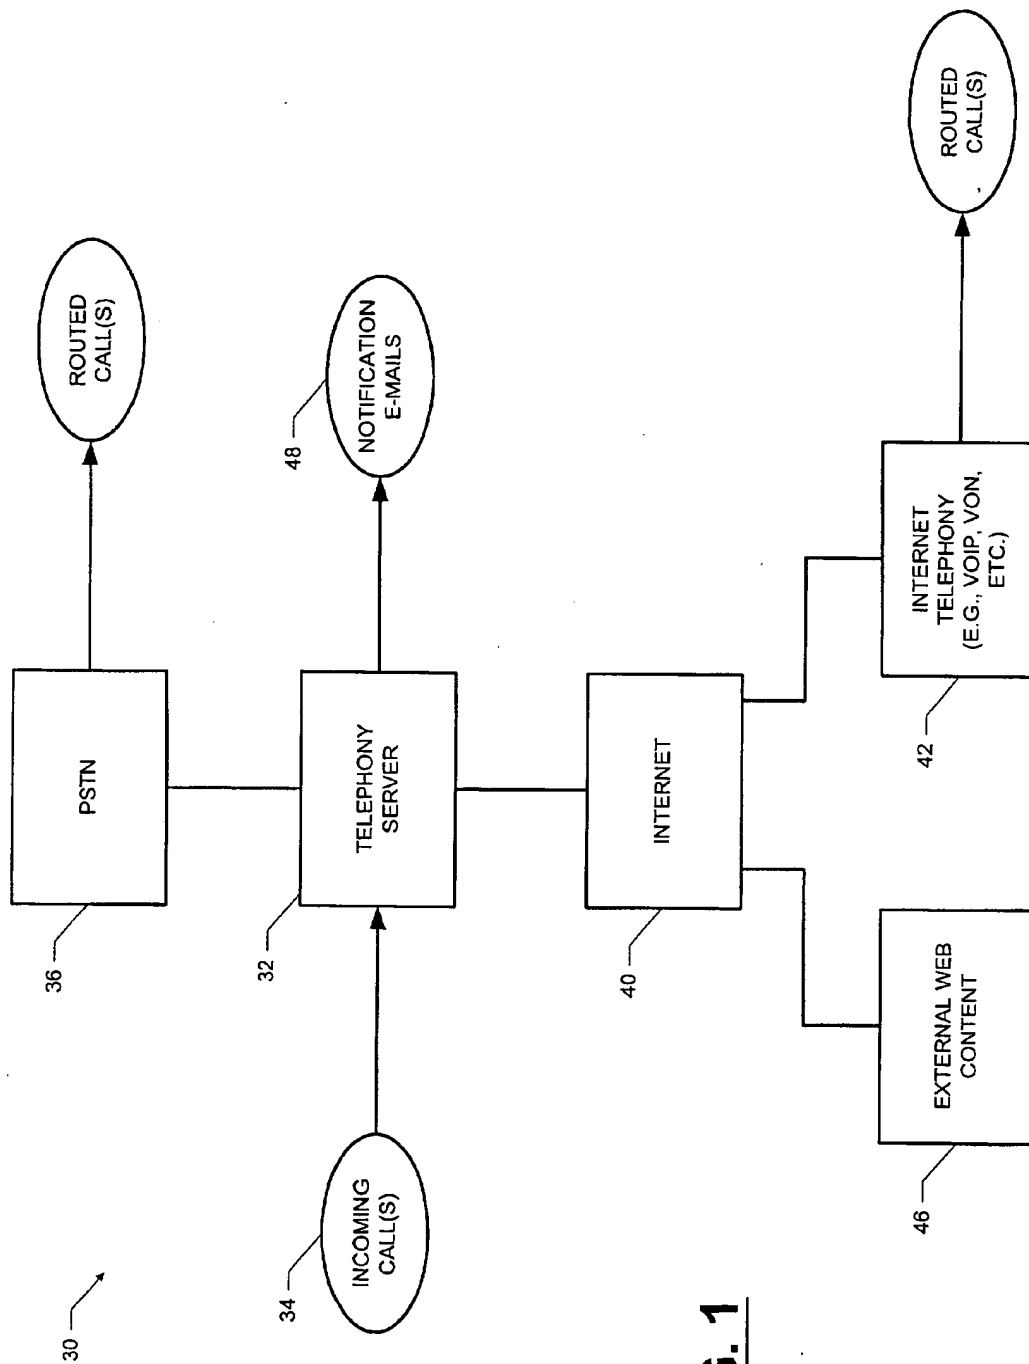 30
36
PSTN
ROUTED
CALL(S)
34
INCOMING
CALL(S)
32
TELEPHONY
SERVER
48
NOTIFICATION
E-MAILS
40
INTERNET
46
EXTERNAL WEB
CONTENT
42
INTERNET
TELEPHONY
(E.G., VOIP, VON,
ETC.)
ROUTED
CALL(S)
G. 1